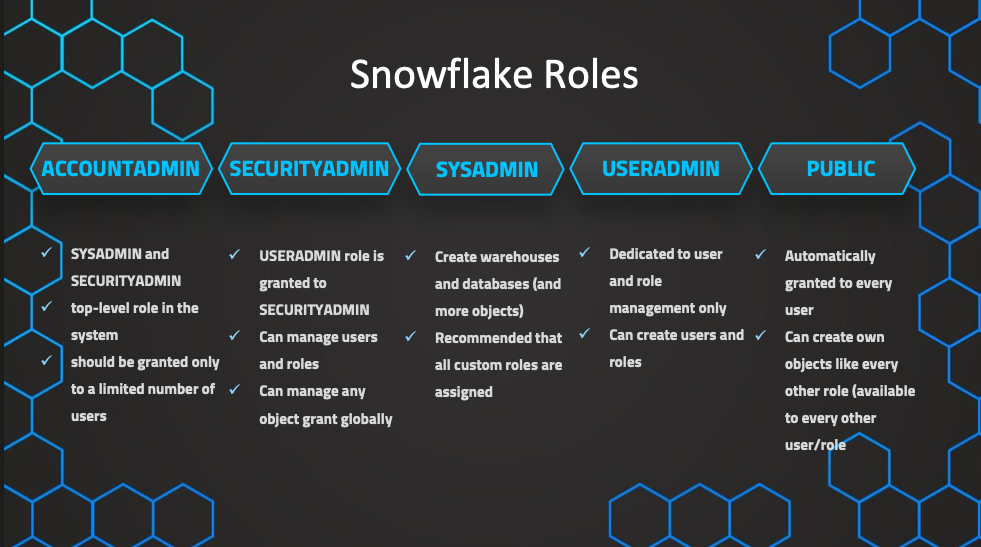 Snowflake Roles
ACCOUNTADMIN
SECURITYADMIN
SYSADMIN
USERADMIN
PUBLIC
✓ SYSADMIN and
SECURITYADMIN
✓ top-level role in the
system
✓ should be granted only
to a limited number of
users
✓ USERADMIN role is
granted to
SECURITYADMIN
✓ Can manage users
and roles
✓ Can manage any
object grant globally
✓ Create warehouses
and databases (and
more objects)
✓ Recommended that
all custom roles are
assigned
✓ Dedicated to user
and role
management only
✓ Can create users and
roles
✓ Automatically
granted to every
user
✓ Can create own
objects like every
other role (available
to every other
user/role